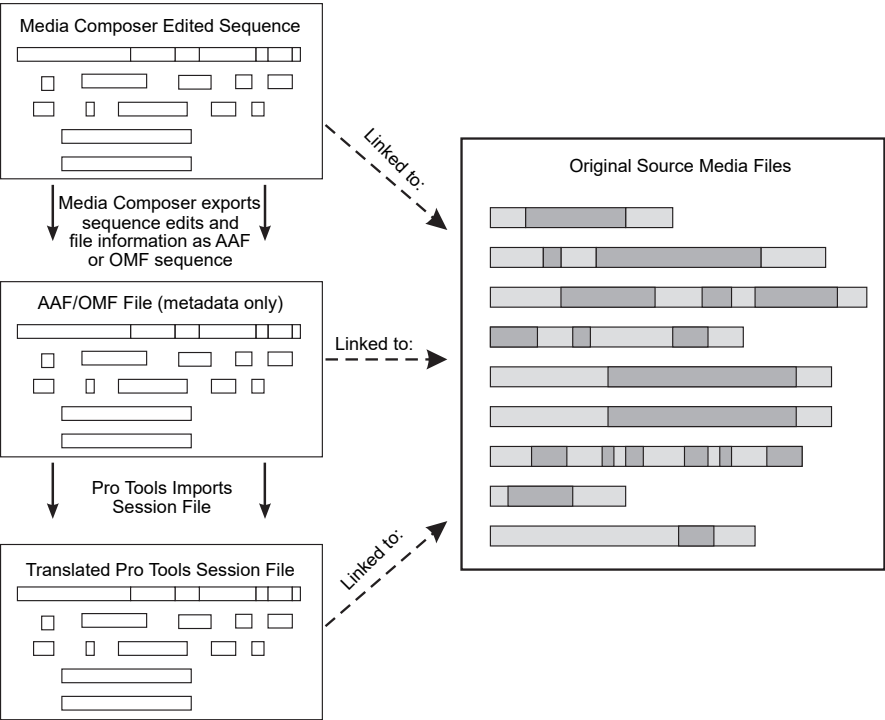 Media Composer Edited Sequence
Linked to:
Original Source Media Files
Media Composer exports
sequence edits and
file information as AAF
or OMF sequence
AAF/OMF File (metadata only)
Linked to:
Pro Tools Imports
Session File
Linked to:
Translated Pro Tools Session File